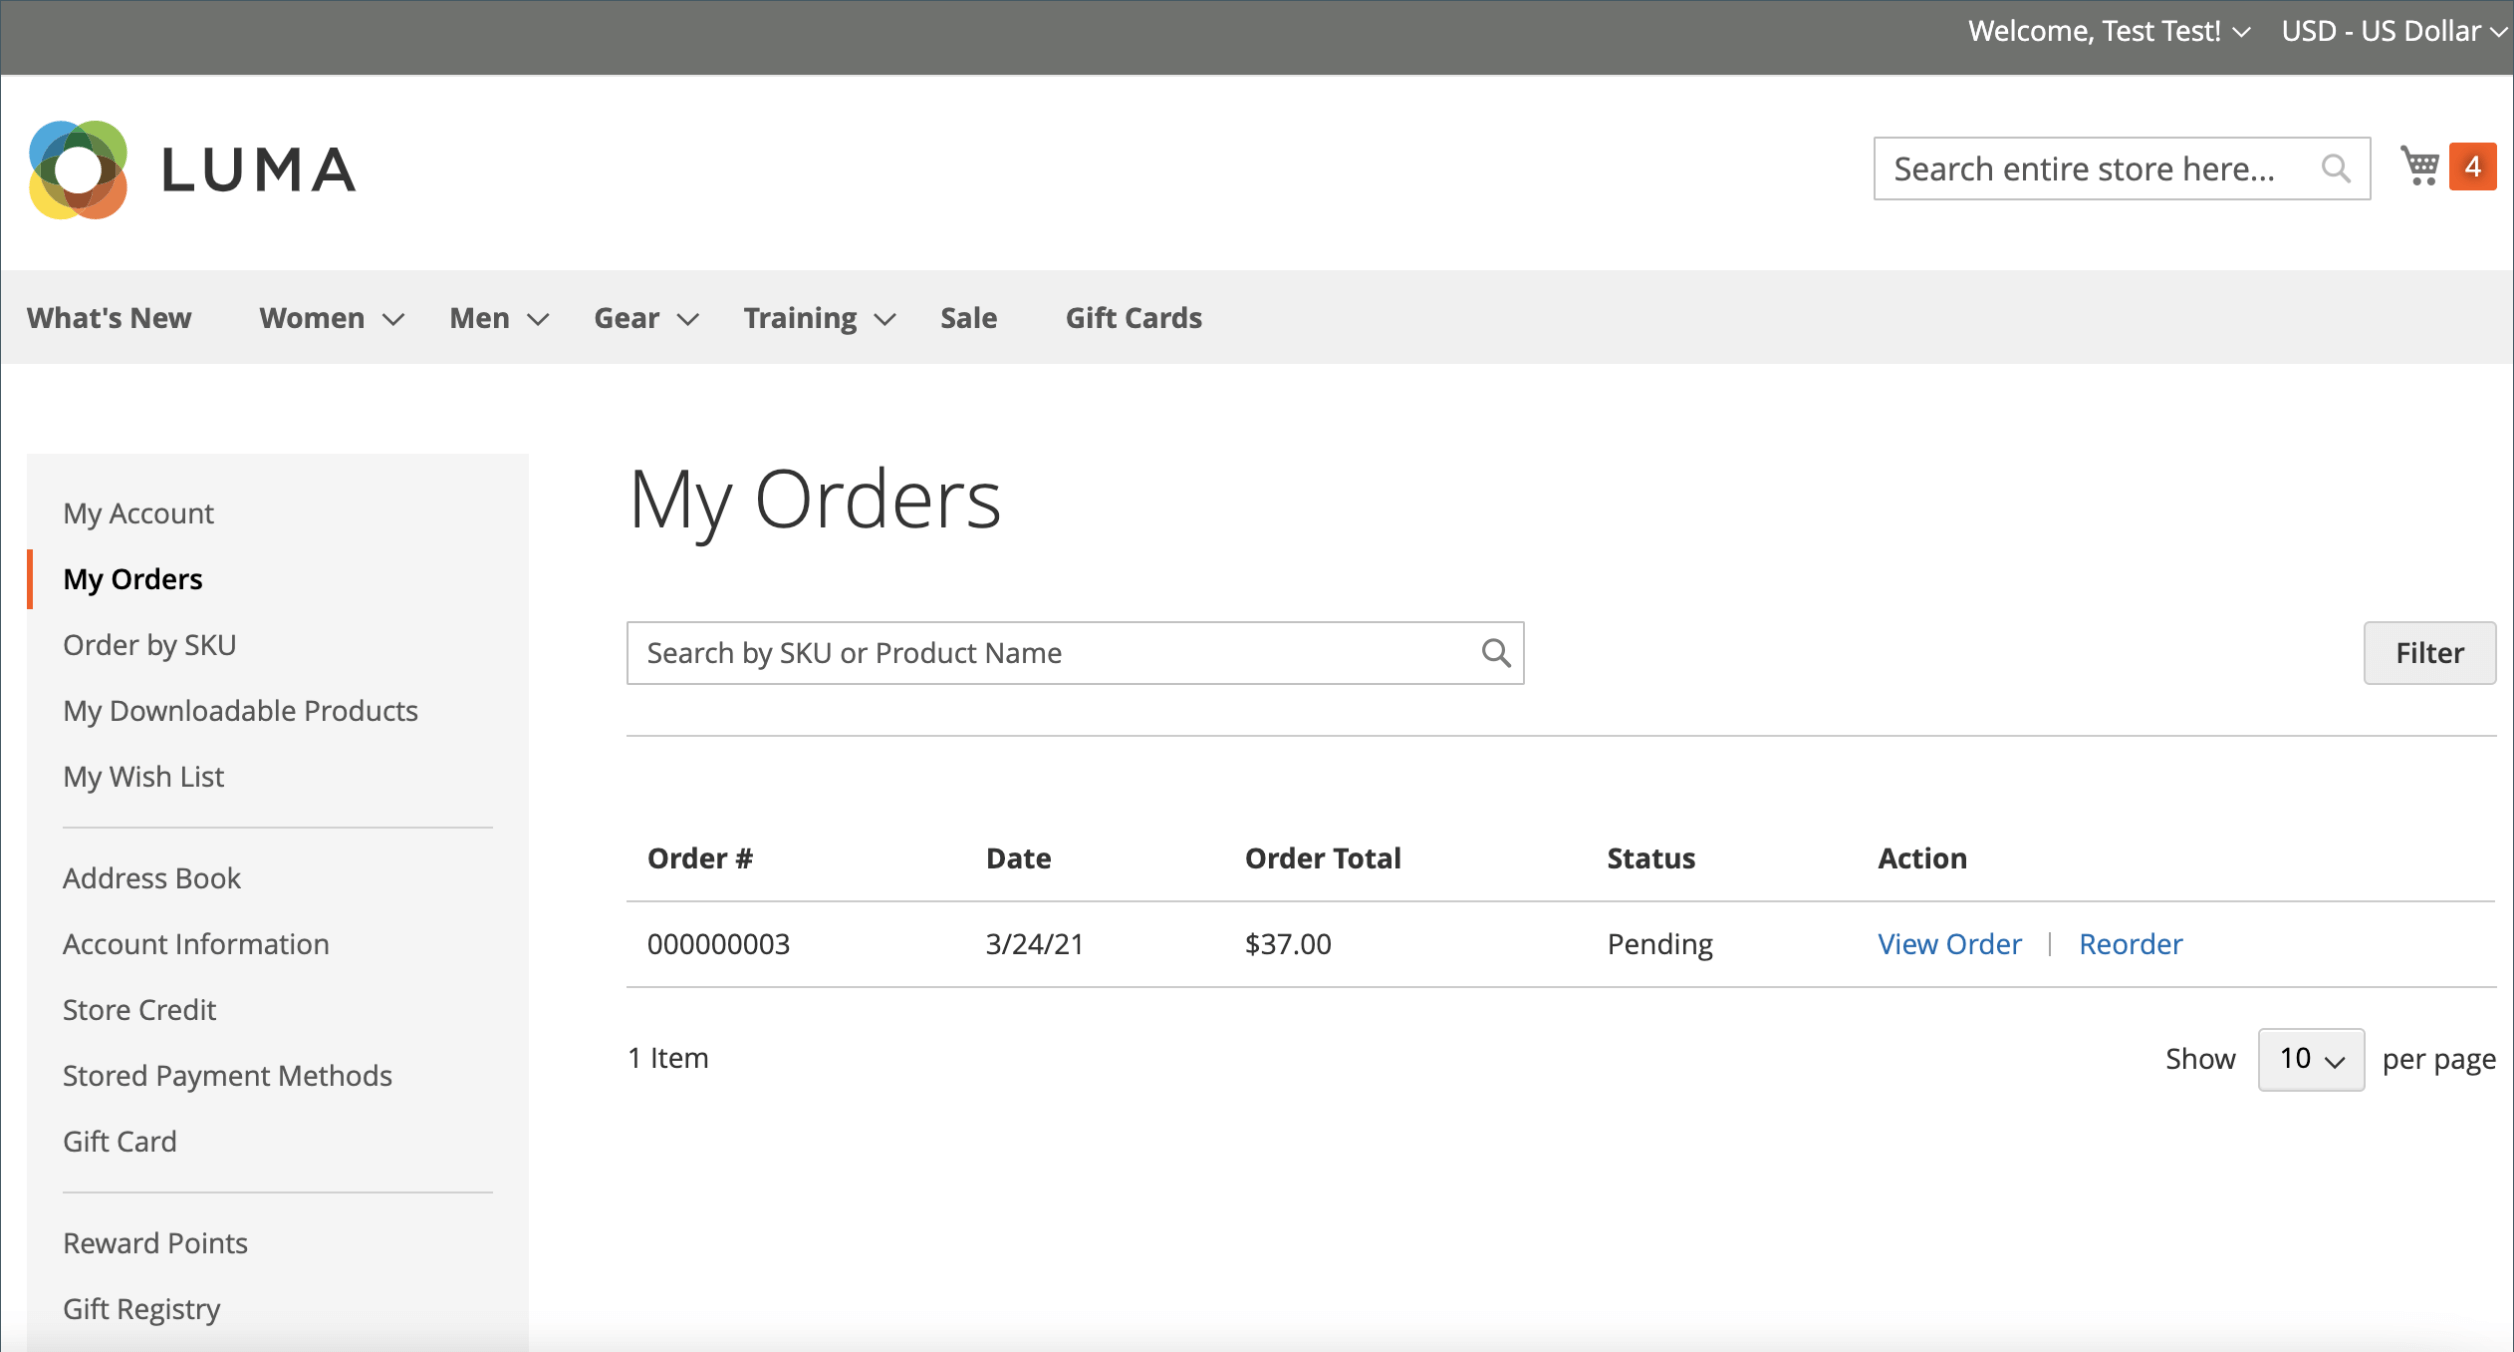 Welcome, Test Test! USD - US Dollar
LUMA
Search entire store here... 4
What's New Women Men Gear Training Sale Gift Cards
My Account
My Orders
Order by SKU
My Downloadable Products
My Wish List
Address Book
Account Information
Store Credit
Stored Payment Methods
Gift Card
Reward Points
Gift Registry
My Orders
Search by SKU or Product Name Filter
Order # Date Order Total Status Action
000000003 3/24/21 $37.00 Pending View Order | Reorder
1 Item Show 10 per page